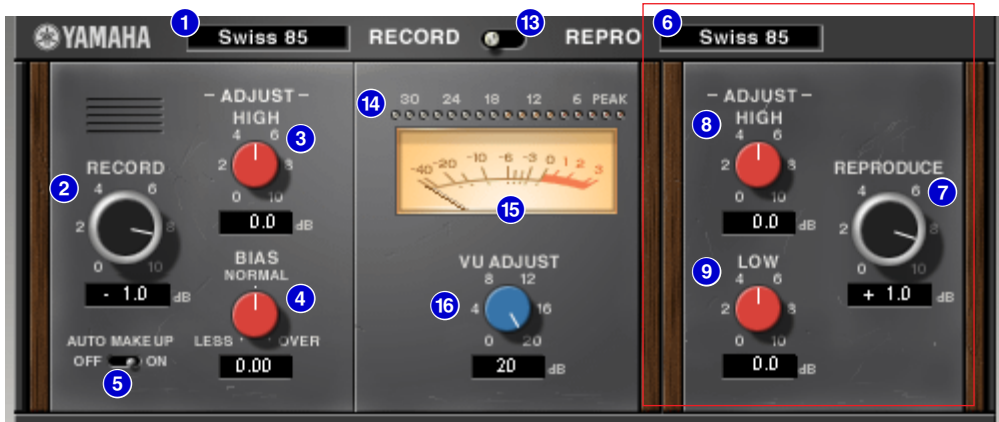 1 13 6
YAMAHA Swiss 85 RECORD REPRO Swiss 85
14 30 24 18 12 6 PEAK
- ADJUST -
HIGH
3
4 6
2 8
0 10
0.0 dB
2 RECORD
4 6
2 8
0 10
- 1.0 dB
BIAS
NORMAL
4
LESS OVER
0.00
AUTO MAKE UP
OFF ON
5
-40 -20 -10 -6 -3 0 1 2 3
15
VU ADJUST
16
8 12
4 16
0 20
20 dB
- ADJUST -
8 HIGH
4 6
2 8
0 10
0.0 dB
9 LOW
4 6
2 8
0 10
0.0 dB
REPRODUCE
7
4 6
2 8
0 10
+ 1.0 dB